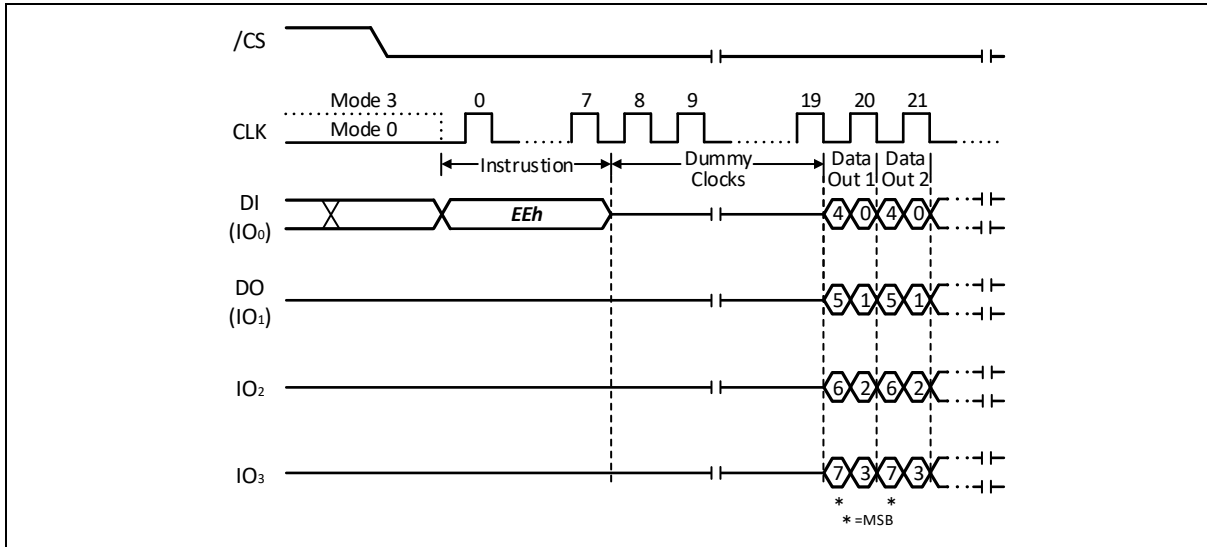 /CS
Mode 3 0 7 8 9 19 20 21
CLK Mode 0
Instrustion Dummy Clocks Data Out 1 Data Out 2
DI (IO₀) EEh 4 0 4 0
DO (IO₁) 5 1 5 1
IO₂ 6 2 6 2
IO₃ 7 3 7 3
* *
* =MSB